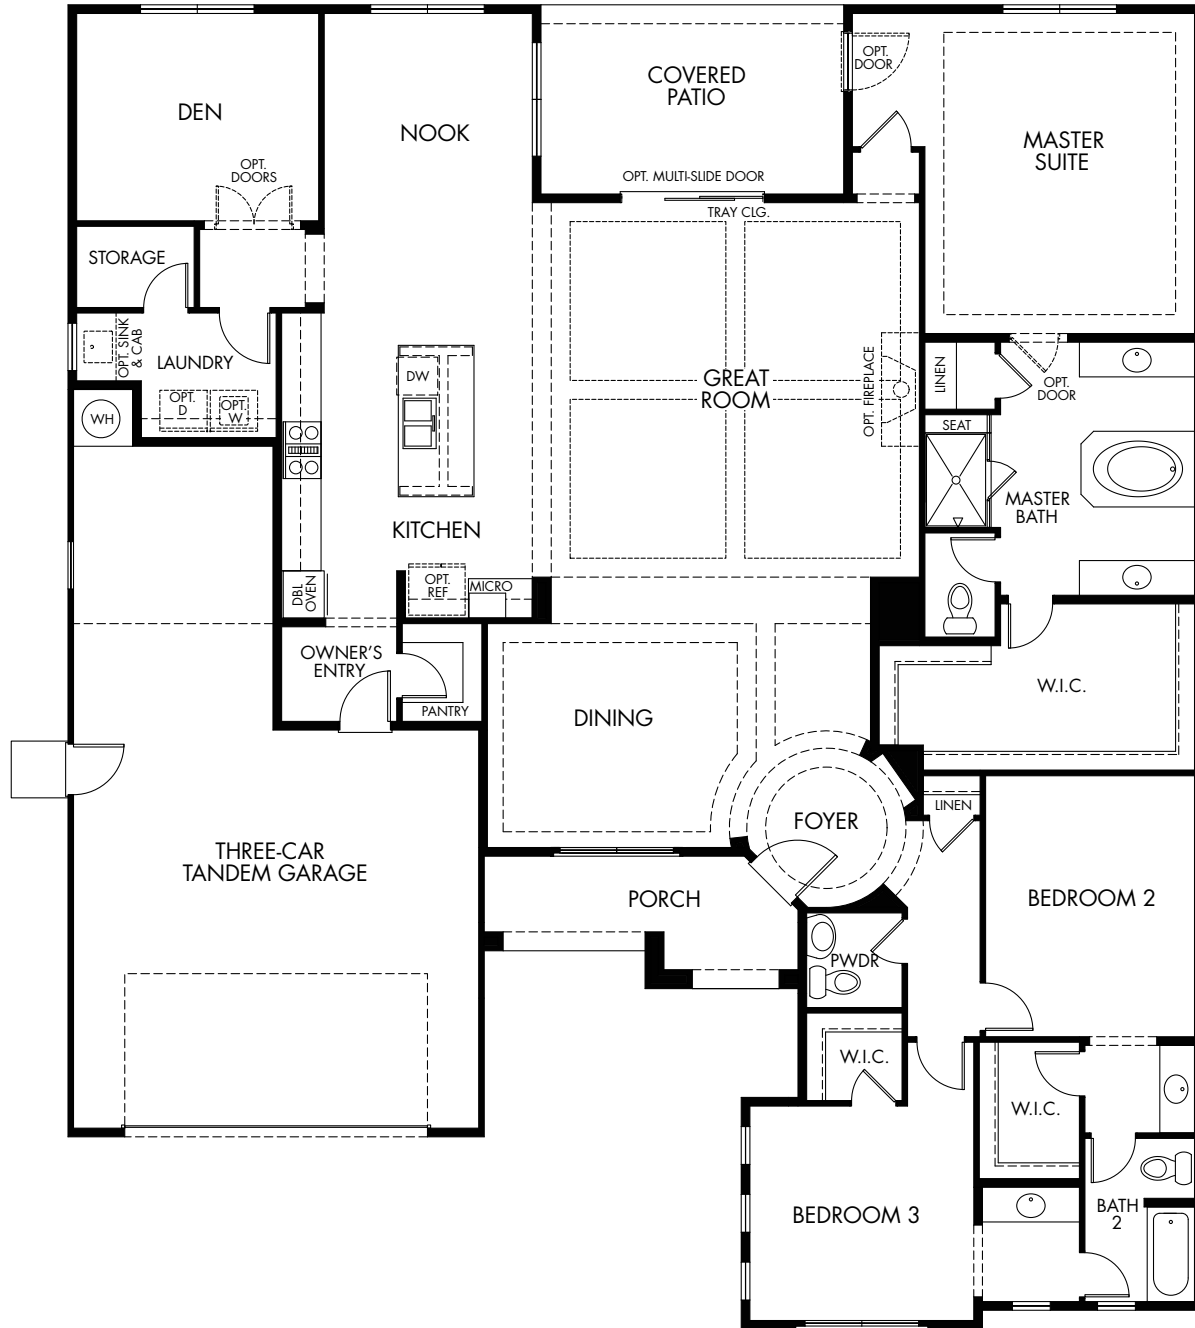 DEN
NOOK
COVERED
PATIO
OPT.
DOOR
MASTER
SUITE
OPT.
DOORS
OPT. MULTI-SLIDE DOOR
TRAY CLG.
STORAGE
OPT. SINK
& CAB
LAUNDRY
OPT.
D
OPT.
W
WH
DW
GREAT
ROOM
OPT. FIREPLACE
LINEN
OPT.
DOOR
SEAT
MASTER
BATH
KITCHEN
DBL
OVEN
OPT.
REF
MICRO
OWNER'S
ENTRY
PANTRY
DINING
W.I.C.
FOYER
LINEN
THREE-CAR
TANDEM GARAGE
PORCH
BEDROOM 2
PWDR
W.I.C.
W.I.C.
BEDROOM 3
BATH
2